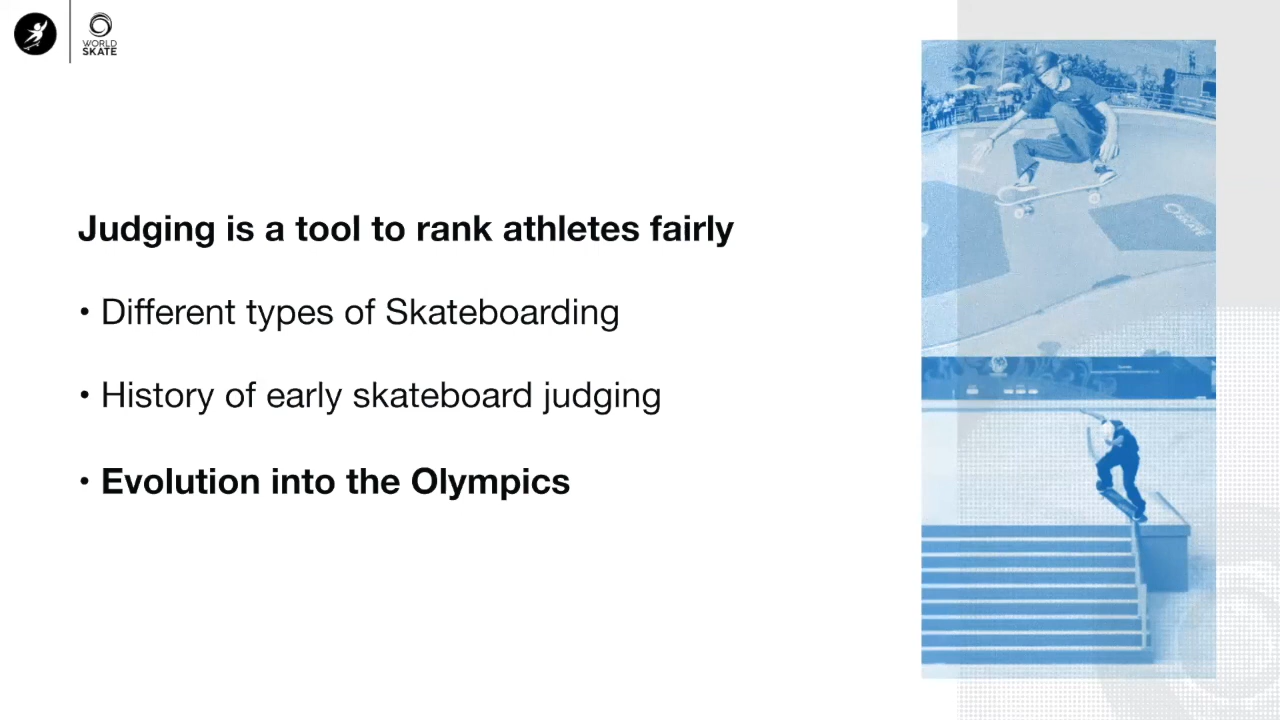 WORLD
SKATE
Judging is a tool to rank athletes fairly
• Different types of Skateboarding
• History of early skateboard judging
• Evolution into the Olympics